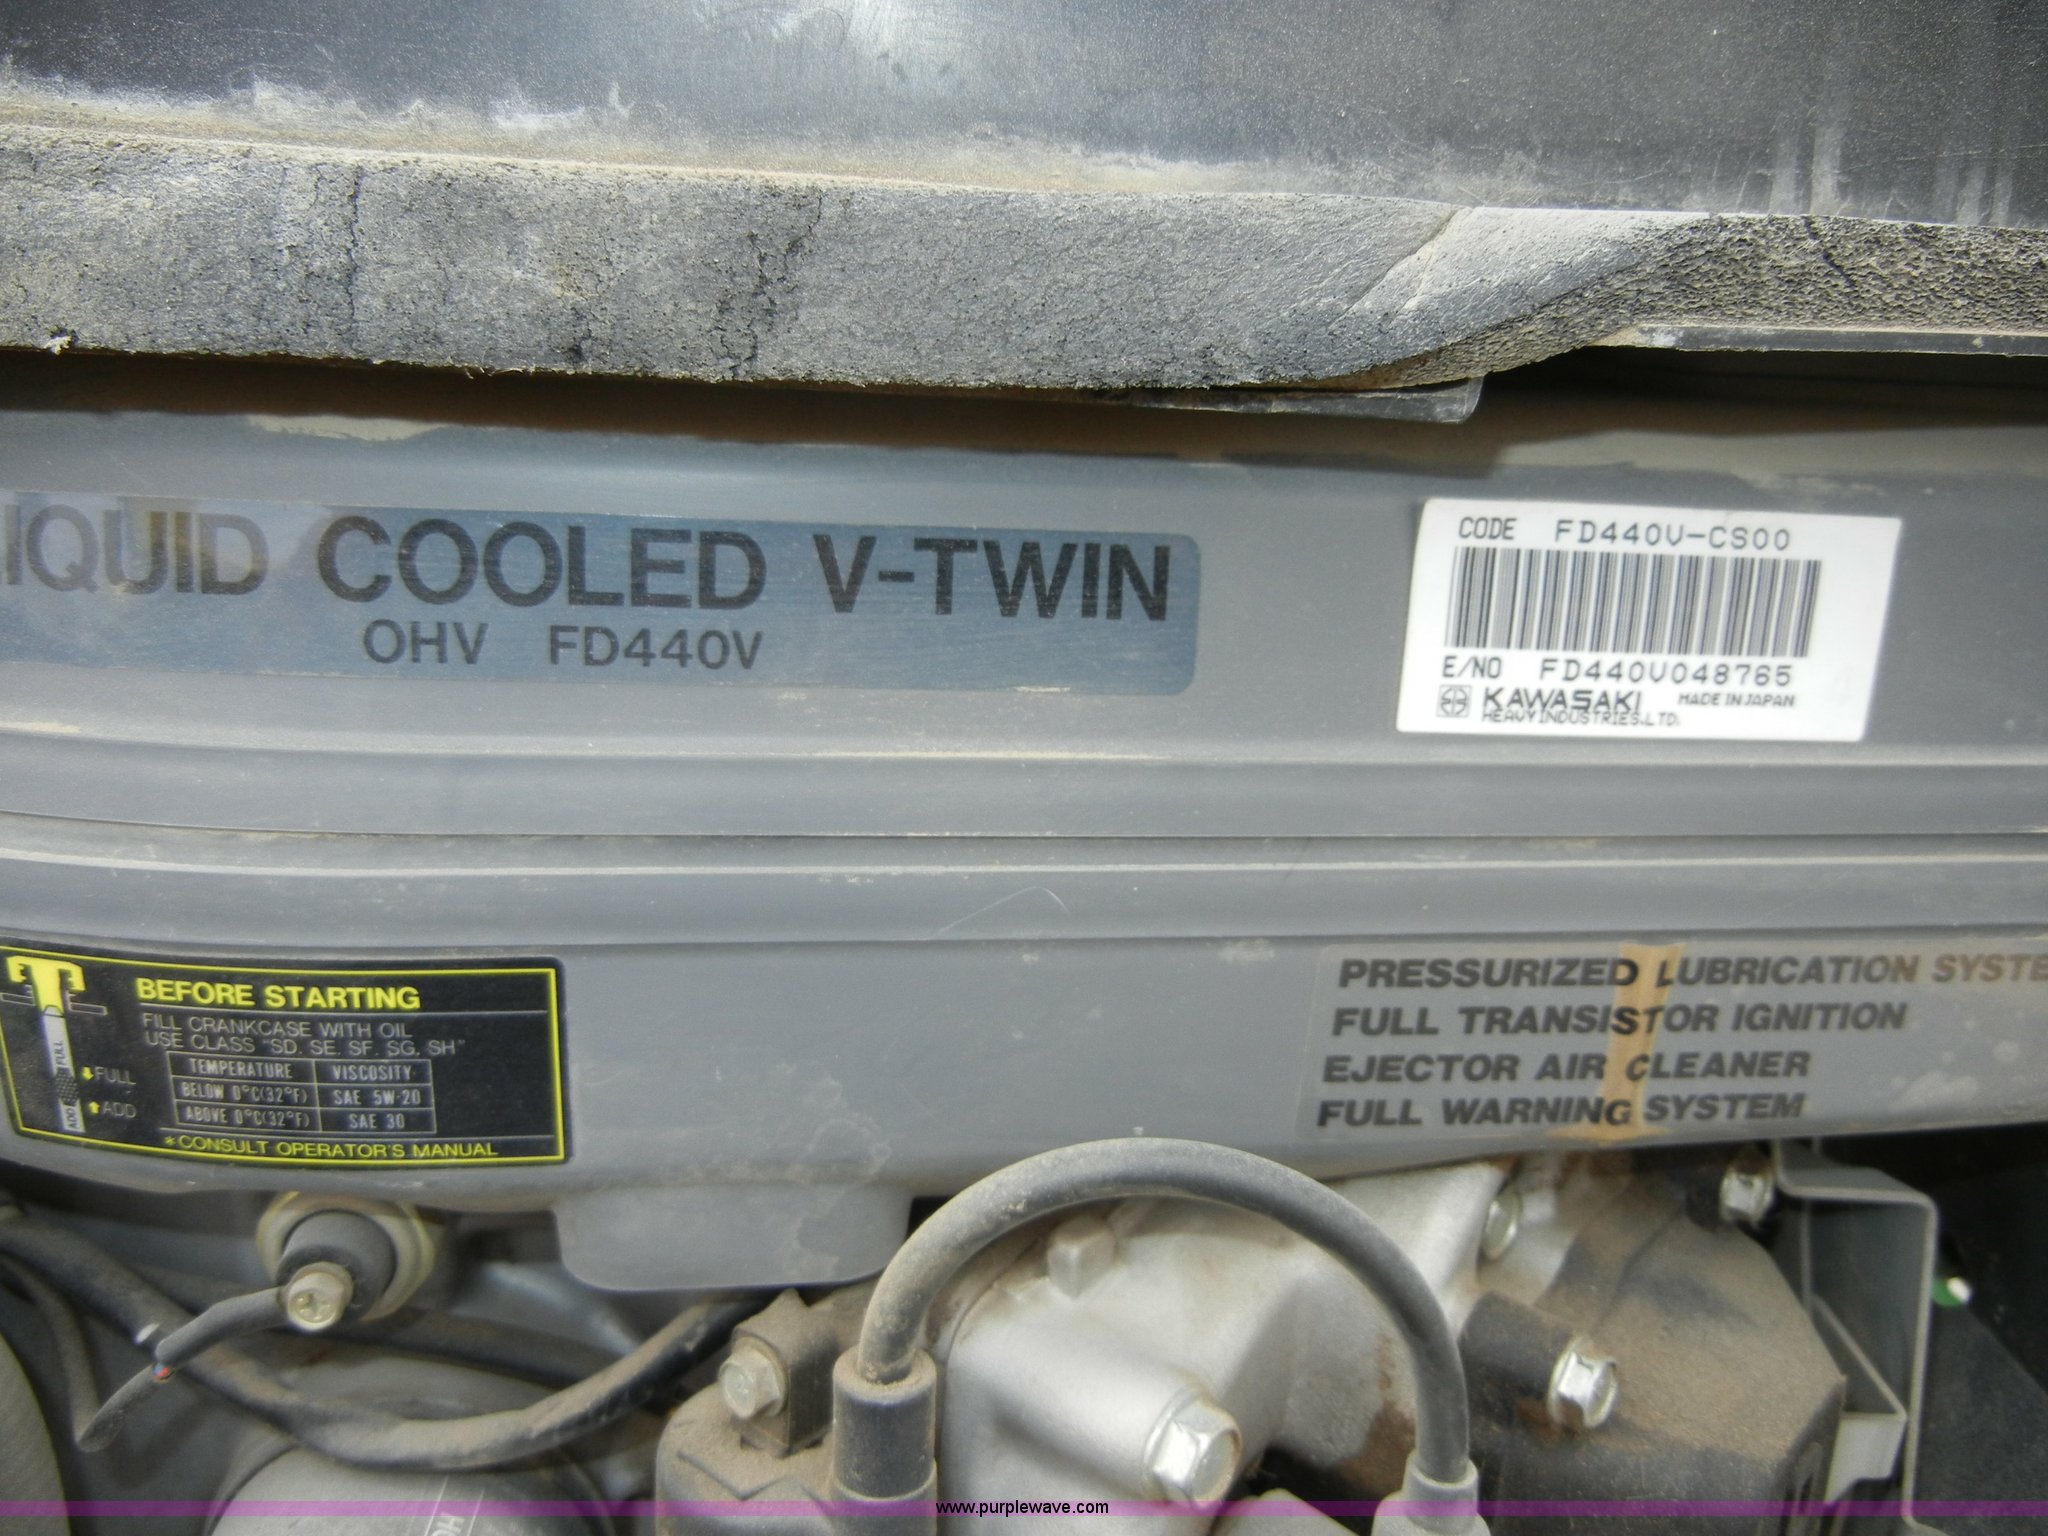 LIQUID COOLED V-TWIN
OHV FD440V
CODE FD440V-CS00
E/NO FD440V048765
KAWASAKI MADE IN JAPAN
HEAVY INDUSTRIES,LTD.
BEFORE STARTING
FILL CRANKCASE WITH OIL
USE CLASS "SD, SE, SF, SG, SH"
TEMPERATURE VISCOSITY
BELOW 0°C(32°F) SAE 5W-20
ABOVE 0°C(32°F) SAE 30
*CONSULT OPERATOR'S MANUAL
FULL
FULL
ADD
ADD
PRESSURIZED LUBRICATION SYSTE
FULL TRANSISTOR IGNITION
EJECTOR AIR CLEANER
FULL WARNING SYSTEM
www.purplewave.com